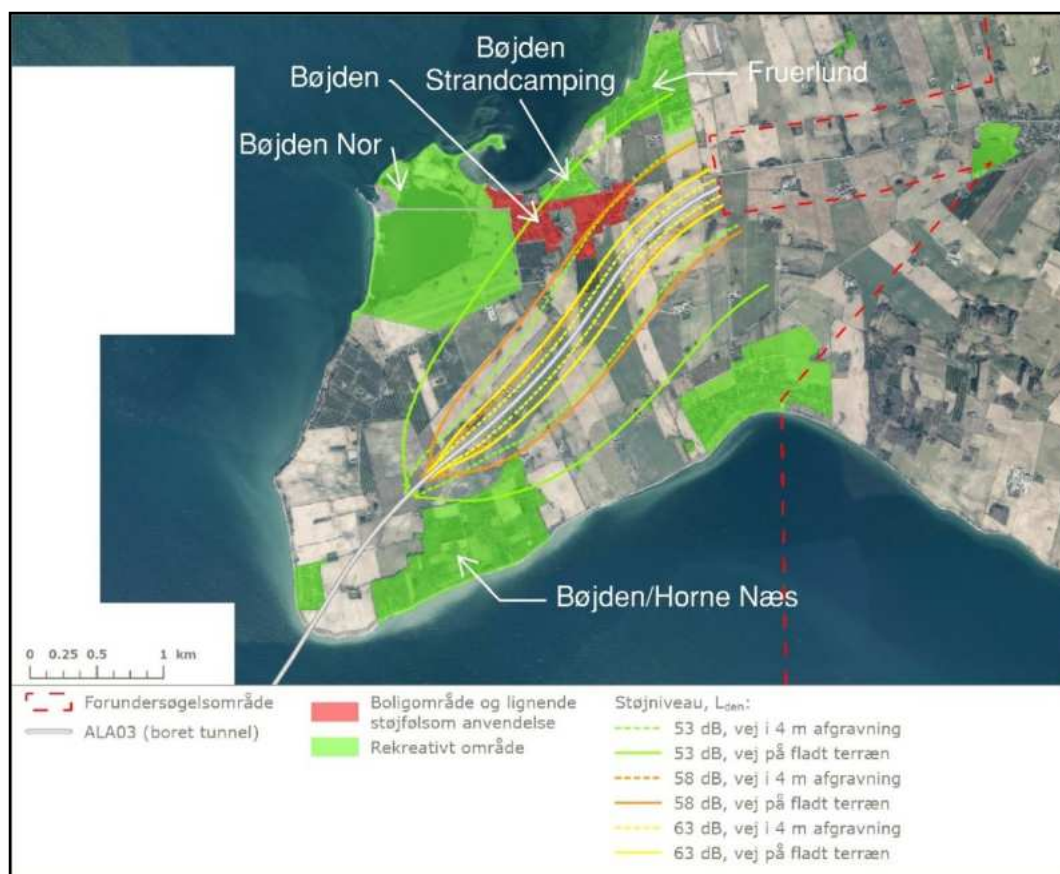 Bøjden
Strandcamping
Bøjden
Fruerlund
Bøjden Nor
Bøjden/Horne Næs
0 0.25 0.5 1 km
Forundersøgelsesområde
ALA03 (boret tunnel)
Boligområde og lignende
støjfølsom anvendelse
Rekreativt område
Støjniveau, Lden:
53 dB, vej i 4 m afgravning
53 dB, vej på fladt terræn
58 dB, vej i 4 m afgravning
58 dB, vej på fladt terræn
63 dB, vej i 4 m afgravning
63 dB, vej på fladt terræn